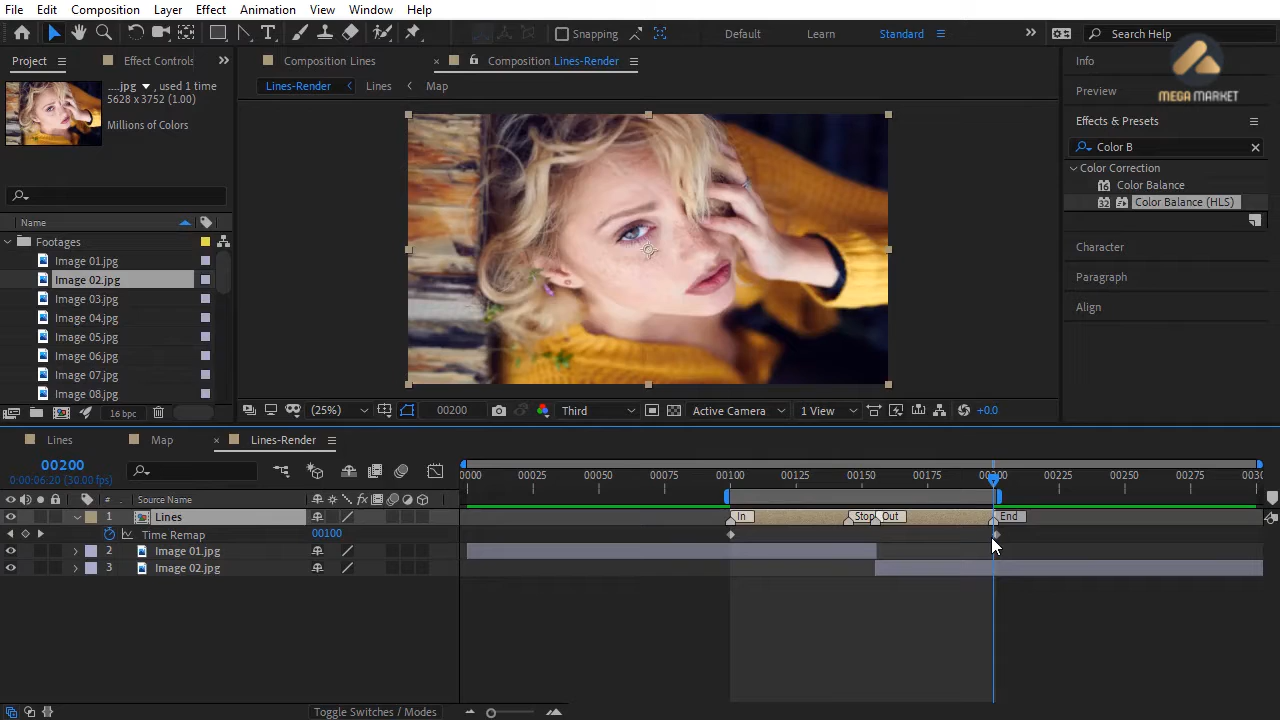 File Edit Composition Layer Effect Animation View Window Help
Snapping Default Learn Standard Search Help
MEGA MARKET
Project Effect Controls
Composition Lines
Composition Lines-Render
Lines-Render Lines Map
....jpg , used 1 time
5628 x 3752 (1.00)
Millions of Colors
Name
Footages
Image 01.jpg
Image 02.jpg
Image 03.jpg
Image 04.jpg
Image 05.jpg
Image 06.jpg
Image 07.jpg
Image 08.jpg
16 bpc
Info
Preview
Effects & Presets
Color B
Color Correction
16 Color Balance
32 Color Balance (HLS)
Character
Paragraph
Align
(25%) 00200 Third Active Camera 1 View +0.0
Lines Map Lines-Render
00200
0:00:06:20 (30.00 fps)
# Source Name fx
0000 00025 00050 00075 00100 00125 00150 00175 00200 00225 00250 00275 0030
1 Lines In Stop Out End
Time Remap 00100
2 Image 01.jpg
3 Image 02.jpg
Toggle Switches / Modes